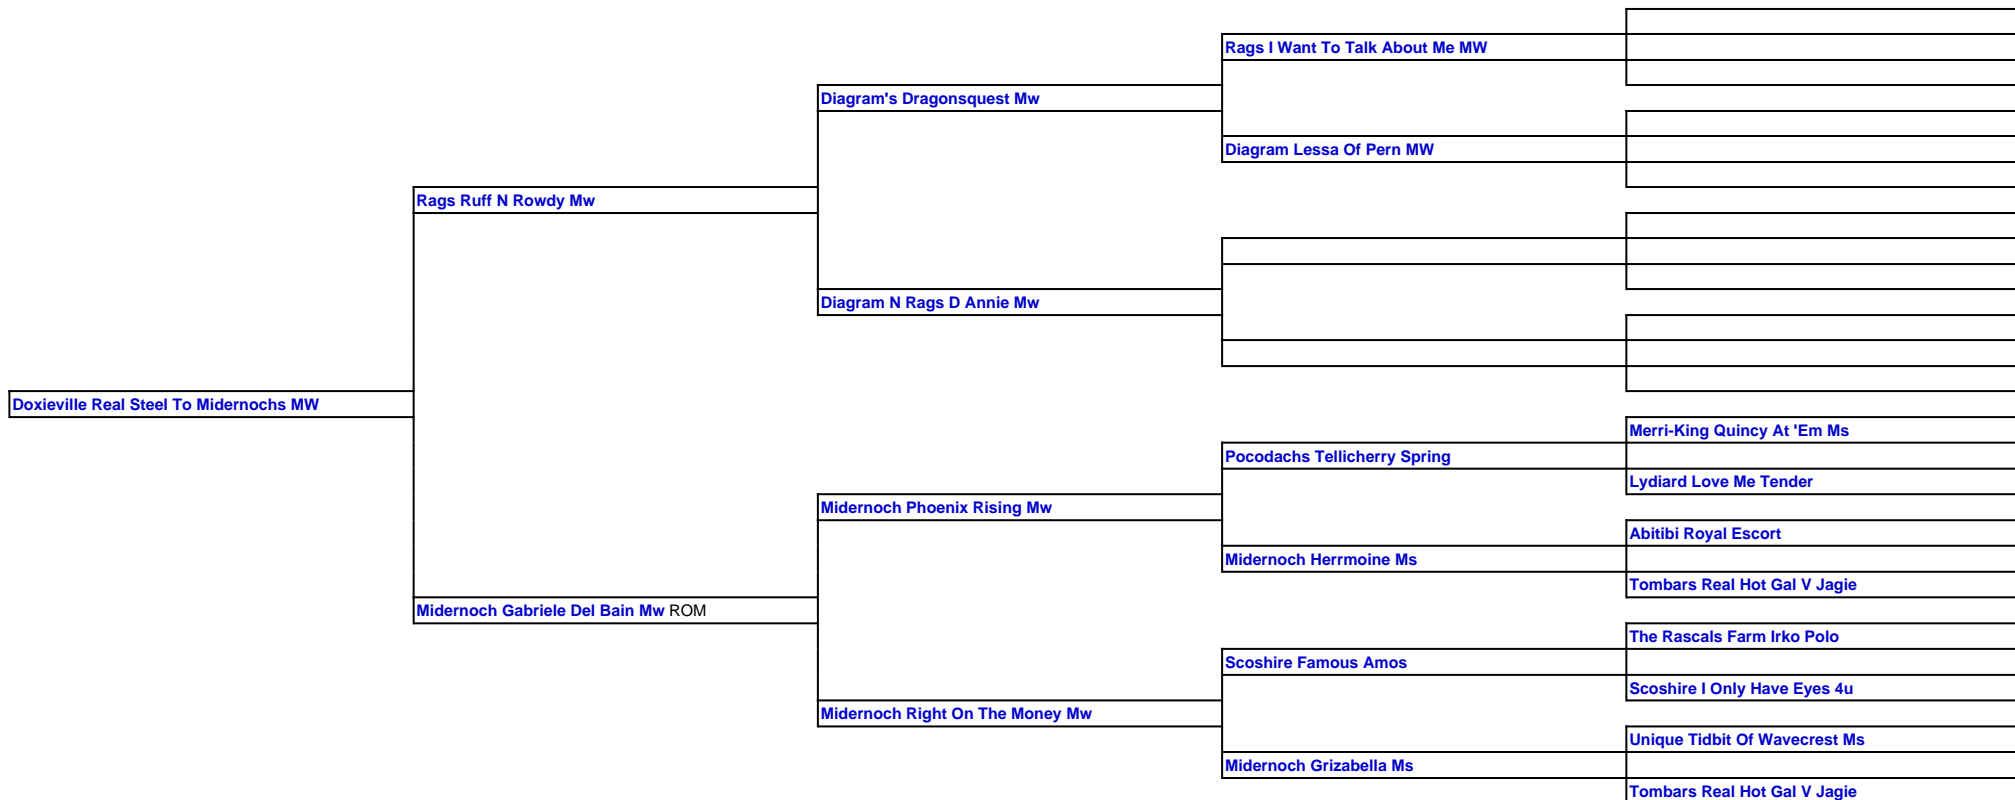 Rags I Want To Talk About Me MW
Diagram's Dragonsquest Mw
Diagram Lessa Of Pern MW
Rags Ruff N Rowdy Mw
Diagram N Rags D Annie Mw
Doxieville Real Steel To Midernochs MW
Merri-King Quincy At 'Em Ms
Pocodachs Tellicherry Spring
Lydiard Love Me Tender
Midernoch Phoenix Rising Mw
Abitibi Royal Escort
Midernoch Herrmoine Ms
Tombars Real Hot Gal V Jagie
Midernoch Gabriele Del Bain Mw ROM
The Rascals Farm Irko Polo
Scoshire Famous Amos
Scoshire I Only Have Eyes 4u
Midernoch Right On The Money Mw
Unique Tidbit Of Wavecrest Ms
Midernoch Grizabella Ms
Tombars Real Hot Gal V Jagie